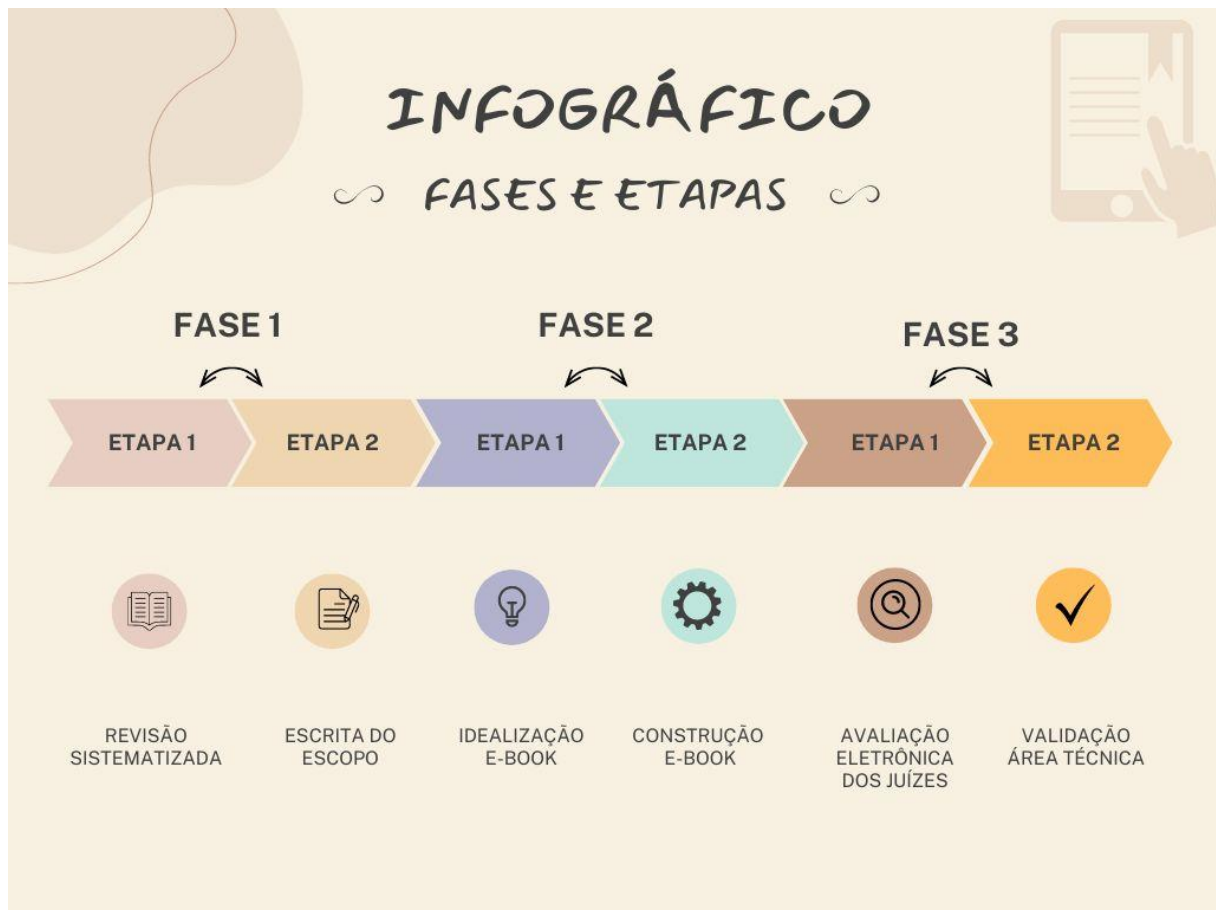 INFOGRÁFICO
FASES E ETAPAS
FASE 1
FASE 2
FASE 3
ETAPA 1
ETAPA 2
ETAPA 1
ETAPA 2
ETAPA 1
ETAPA 2
REVISÃO
SISTEMATIZADA
ESCRITA DO
ESCOPO
IDEALIZAÇÃO
E-BOOK
CONSTRUÇÃO
E-BOOK
AVALIAÇÃO
ELETRÔNICA
DOS JUÍZES
VALIDAÇÃO
ÁREA TÉCNICA